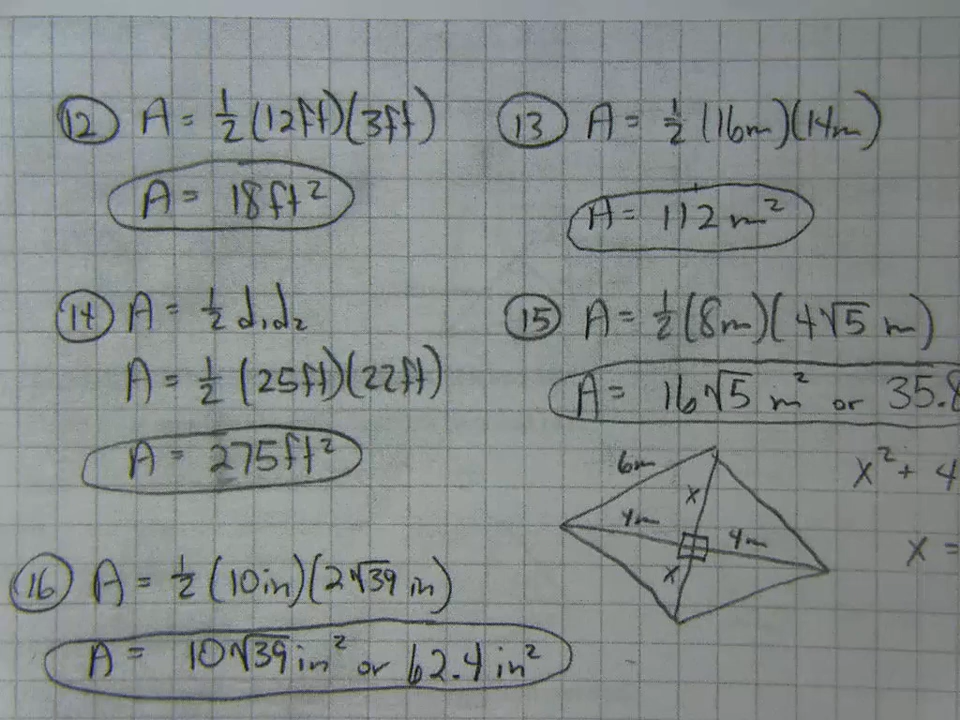 12 A = 1/2 (12ft)(3ft)
A = 18ft²
13 A = 1/2 (16m)(14m)
A = 112 m²
14 A = 1/2 d₁d₂
A = 1/2 (25ft)(22ft)
A = 275ft²
15 A = 1/2 (8m)(4√5 m)
A = 16√5 m² or 35.8
6m
x
4m
4m
x
x² + 4
x =
16 A = 1/2 (10in)(2√39 in)
A = 10√39 in² or 62.4 in²